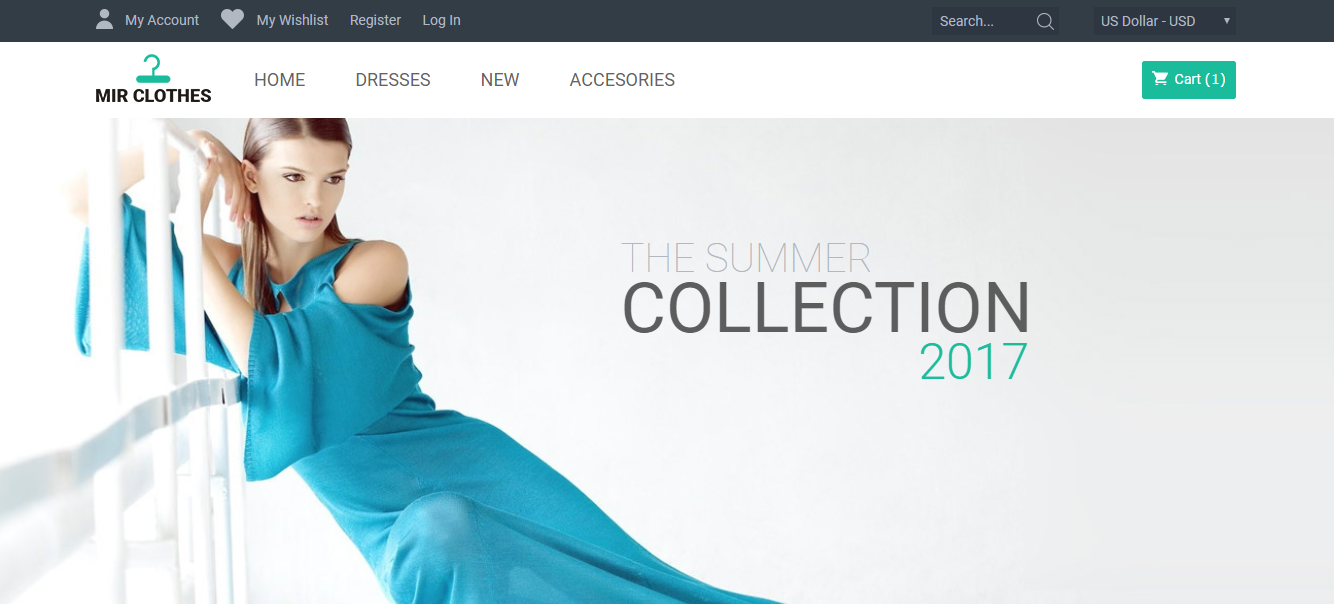 My Account My Wishlist Register Log In Search... US Dollar - USD
MIR CLOTHES HOME DRESSES NEW ACCESORIES Cart (1)
THE SUMMER
COLLECTION
2017